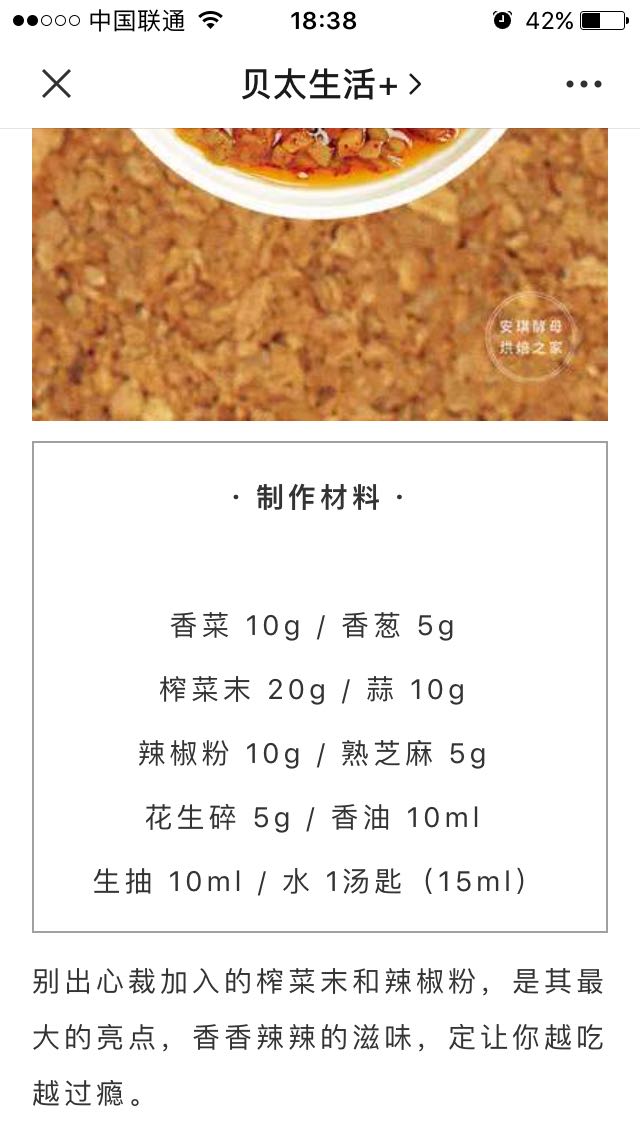 中国联通 18:38 42%
贝太生活+
安琪酵母
烘焙之家
· 制作材料 ·
香菜 10g / 香葱 5g
榨菜末 20g / 蒜 10g
辣椒粉 10g / 熟芝麻 5g
花生碎 5g / 香油 10ml
生抽 10ml / 水 1汤匙（15ml）
别出心裁加入的榨菜末和辣椒粉，是其最
大的亮点，香香辣辣的滋味，定让你越吃
越过瘾。